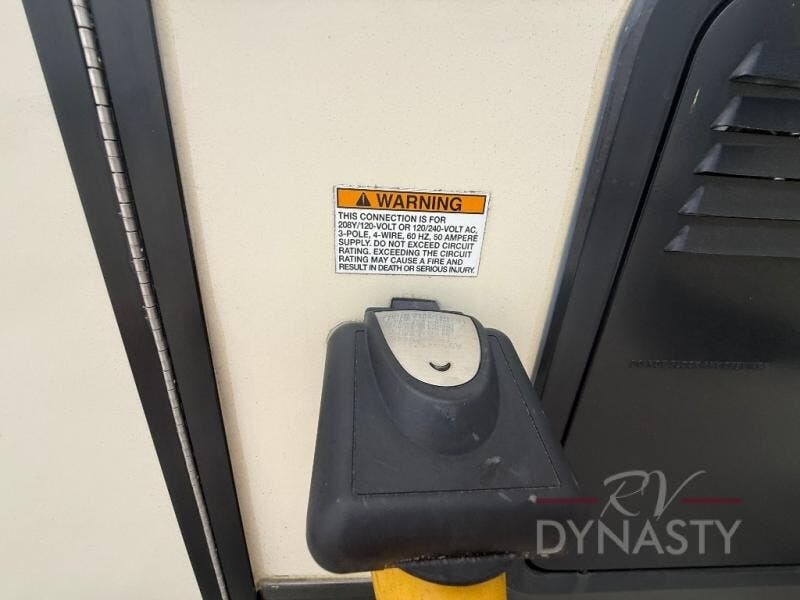 WARNING
THIS CONNECTION IS FOR
208Y/120-VOLT OR 120/240-VOLT AC,
3-POLE, 4-WIRE, 60 HZ, 50 AMPERE
SUPPLY. DO NOT EXCEED CIRCUIT
RATING. EXCEEDING THE CIRCUIT
RATING MAY CAUSE A FIRE AND
RESULT IN DEATH OR SERIOUS INJURY.
RV
DYNASTY